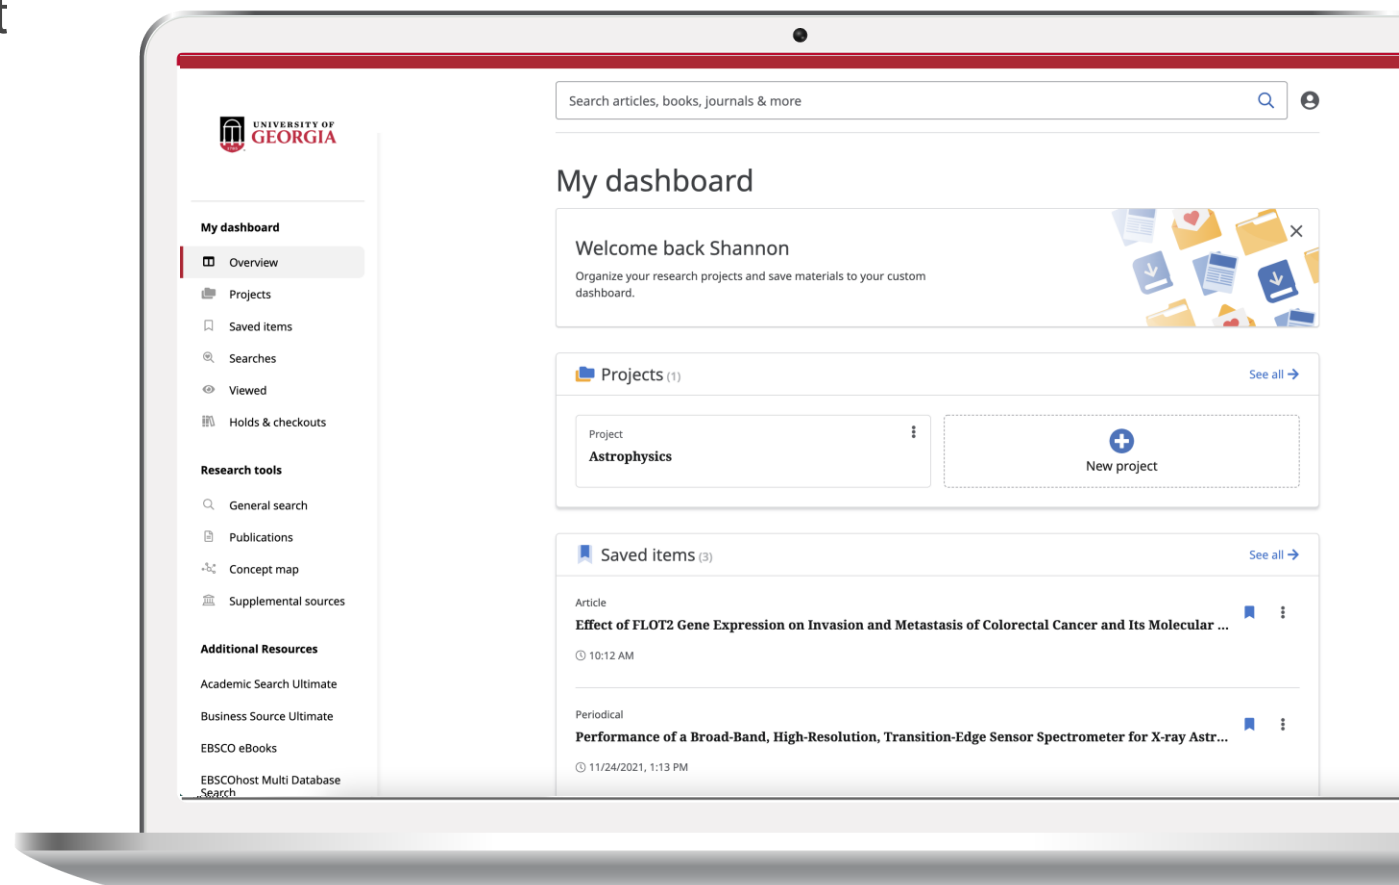 t
Search articles, books, journals & more
UNIVERSITY OF
GEORGIA
1785
My dashboard
Overview
Projects
Saved items
Searches
Viewed
Holds & checkouts
Research tools
General search
Publications
Concept map
Supplemental sources
Additional Resources
Academic Search Ultimate
Business Source Ultimate
EBSCO eBooks
EBSCOhost Multi Database
Search
My dashboard
Welcome back Shannon
Organize your research projects and save materials to your custom
dashboard.
Projects (1)
See all
Project
Astrophysics
New project
Saved items (3)
See all
Article
Effect of FLOT2 Gene Expression on Invasion and Metastasis of Colorectal Cancer and Its Molecular ...
10:12 AM
Periodical
Performance of a Broad-Band, High-Resolution, Transition-Edge Sensor Spectrometer for X-ray Astr...
11/24/2021, 1:13 PM